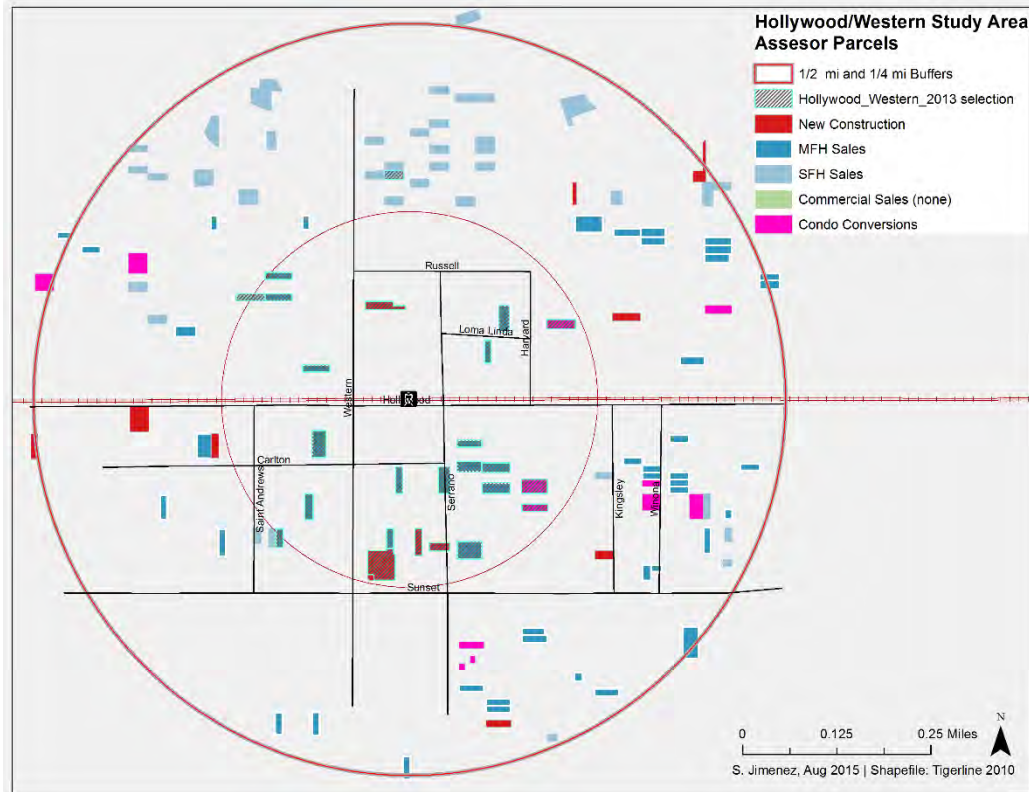 Hollywood/Western Study Area
Assesor Parcels
1/2 mi and 1/4 mi Buffers
Hollywood_Western_2013 selection
New Construction
MFH Sales
SFH Sales
Commercial Sales (none)
Condo Conversions
Russell
Loma Linda
Harvard
Western
Hollywood
Carlton
Saint Andrews
Serrano
Kingsley
Winona
Sunset
N
0 0.125 0.25 Miles
S. Jimenez, Aug 2015 | Shapefile: Tigerline 2010